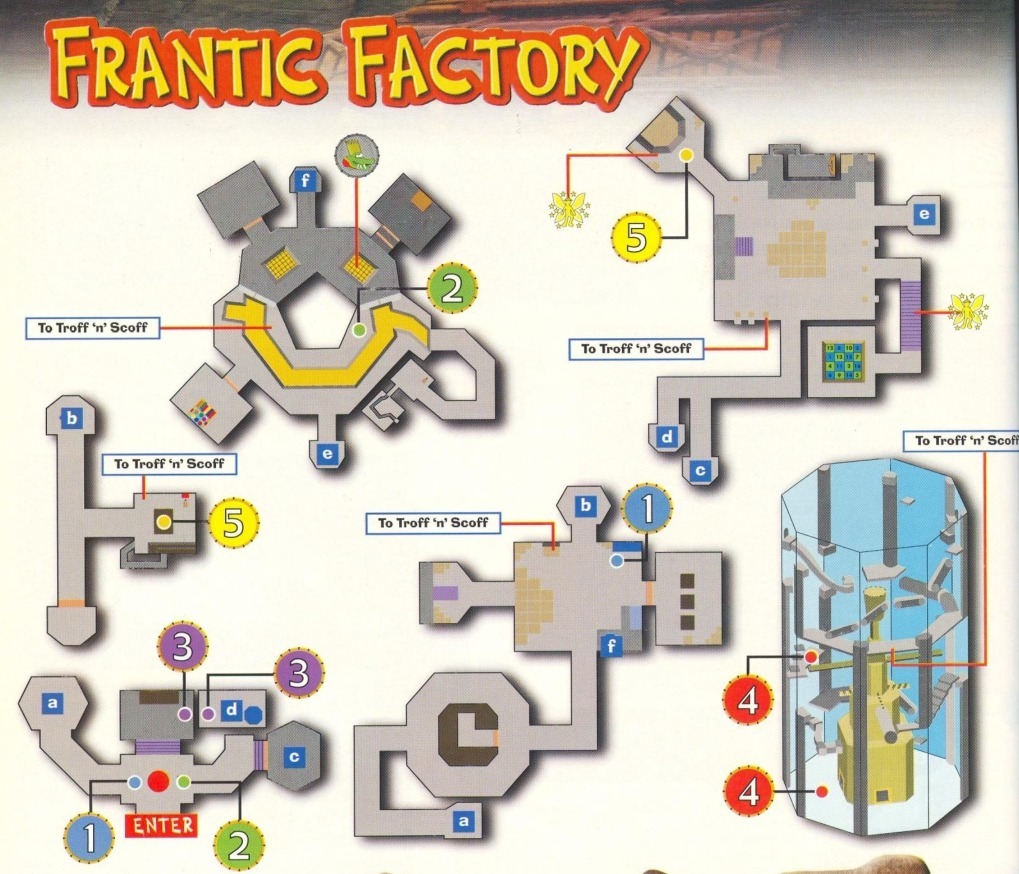 FRANTIC FACTORY
f
2
To Troff 'n' Scoff
e
5
e
To Troff 'n' Scoff
d
c
b
To Troff 'n' Scoff
5
To Troff 'n' Scoff
b
1
f
a
To Troff 'n' Scoff
4
4
3
3
a
d
c
1
ENTER
2